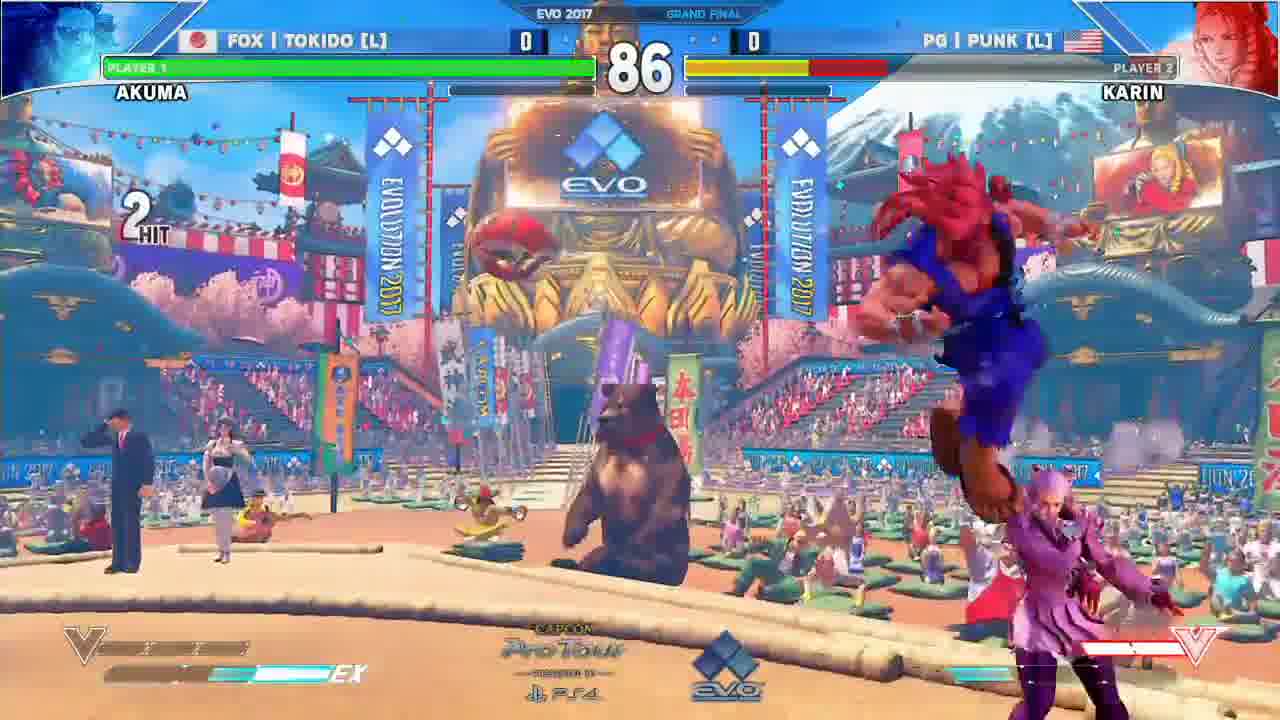 EVO 2017 GRAND FINAL
FOX | TOKIDO [L] 0 86 0 PG | PUNK [L]
PLAYER 1 PLAYER 2
AKUMA KARIN
EVO
EVOLUTION 2017
EVOLUTION 2017
2 HIT
CAPCOM
EX
CAPCOM
Pro Tour
PS4
EVO